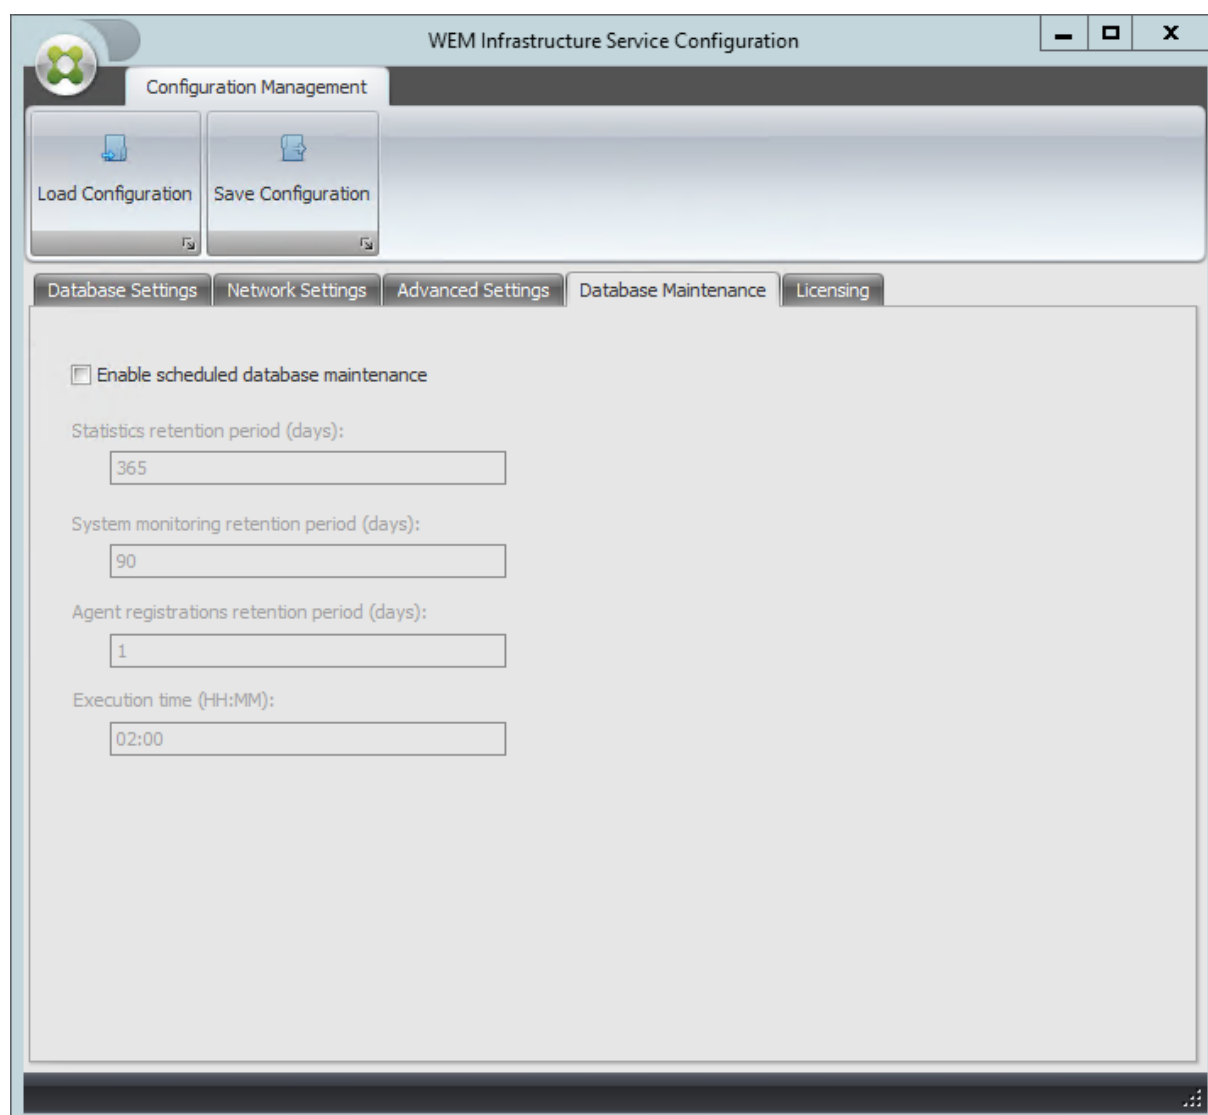 WEM Infrastructure Service Configuration
Configuration Management
Load Configuration Save Configuration
Database Settings Network Settings Advanced Settings Database Maintenance Licensing
Enable scheduled database maintenance
Statistics retention period (days):
365
System monitoring retention period (days):
90
Agent registrations retention period (days):
1
Execution time (HH:MM):
02:00